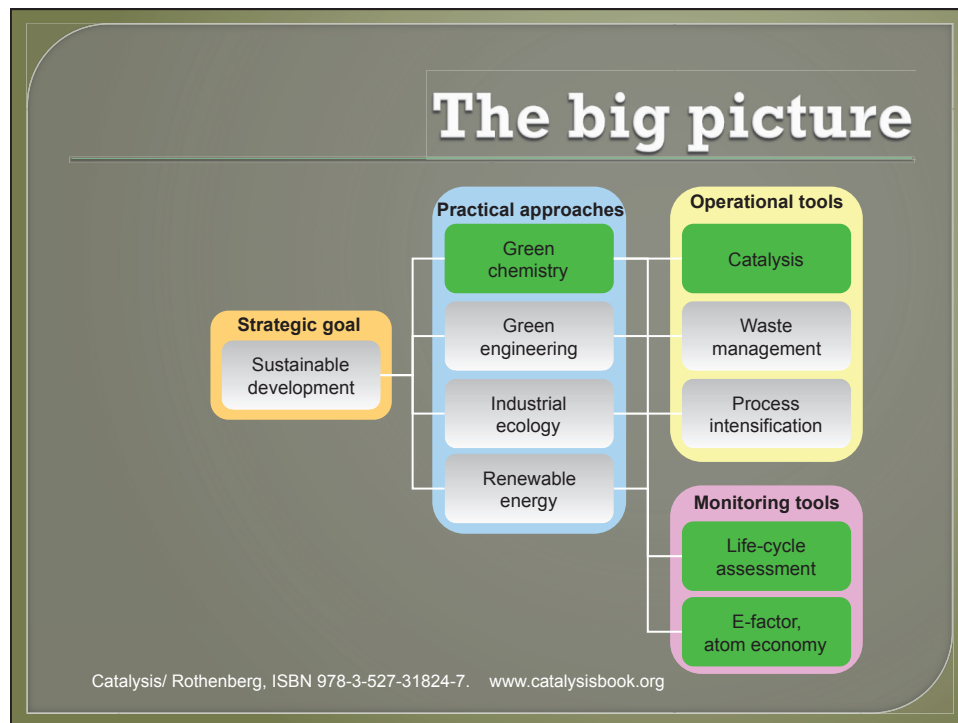 The big picture
Strategic goal
Sustainable
development
Practical approaches
Green
chemistry
Green
engineering
Industrial
ecology
Renewable
energy
Operational tools
Catalysis
Waste
management
Process
intensification
Monitoring tools
Life-cycle
assessment
E-factor,
atom economy
Catalysis/ Rothenberg, ISBN 978-3-527-31824-7. www.catalysisbook.org